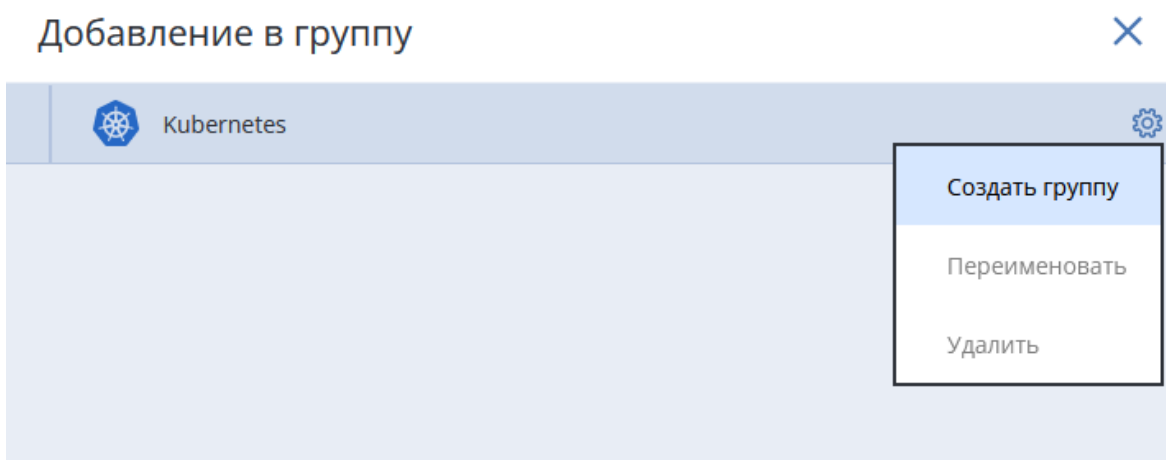 Добавление в группу
Kubernetes
Создать группу
Переименовать
Удалить